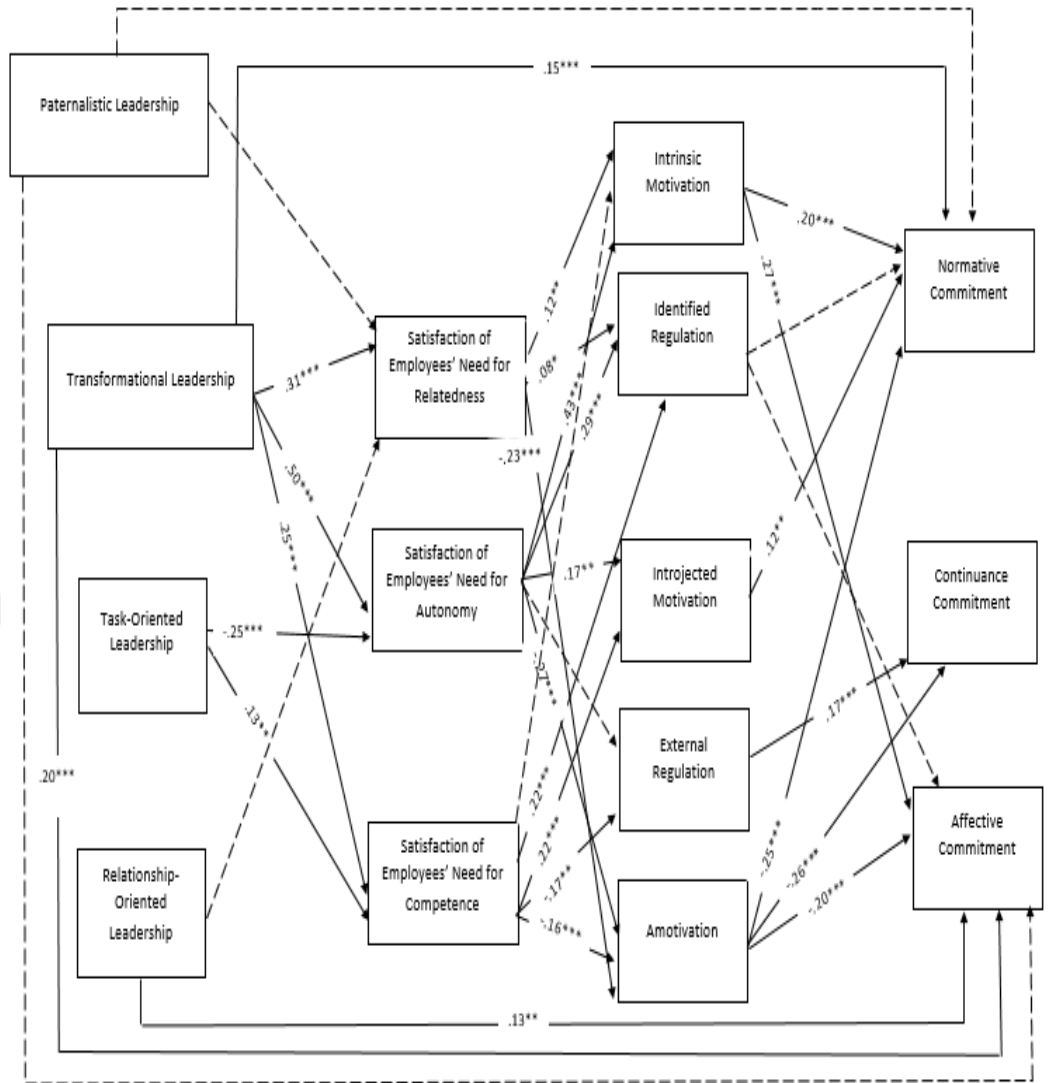 .15***
Paternalistic Leadership
Intrinsic
Motivation
.20***
.27***
Normative
Commitment
.12**
Identified
Regulation
Transformational Leadership
.31***
Satisfaction of
Employees' Need for
Relatedness
.08*
.43***
.29***
-.23***
.50***
.25***
Satisfaction of
Employees' Need for
Autonomy
.17**
Introjected
Motivation
.12**
Continuance
Commitment
Task-Oriented
Leadership
-.25***
.13**
-.27***
External
Regulation
.17***
.20***
.22***
.22***
-.17**
-.16***
Satisfaction of
Employees' Need for
Competence
Relationship-
Oriented
Leadership
Amotivation
-.25***
-.26***
-.20***
Affective
Commitment
.13**